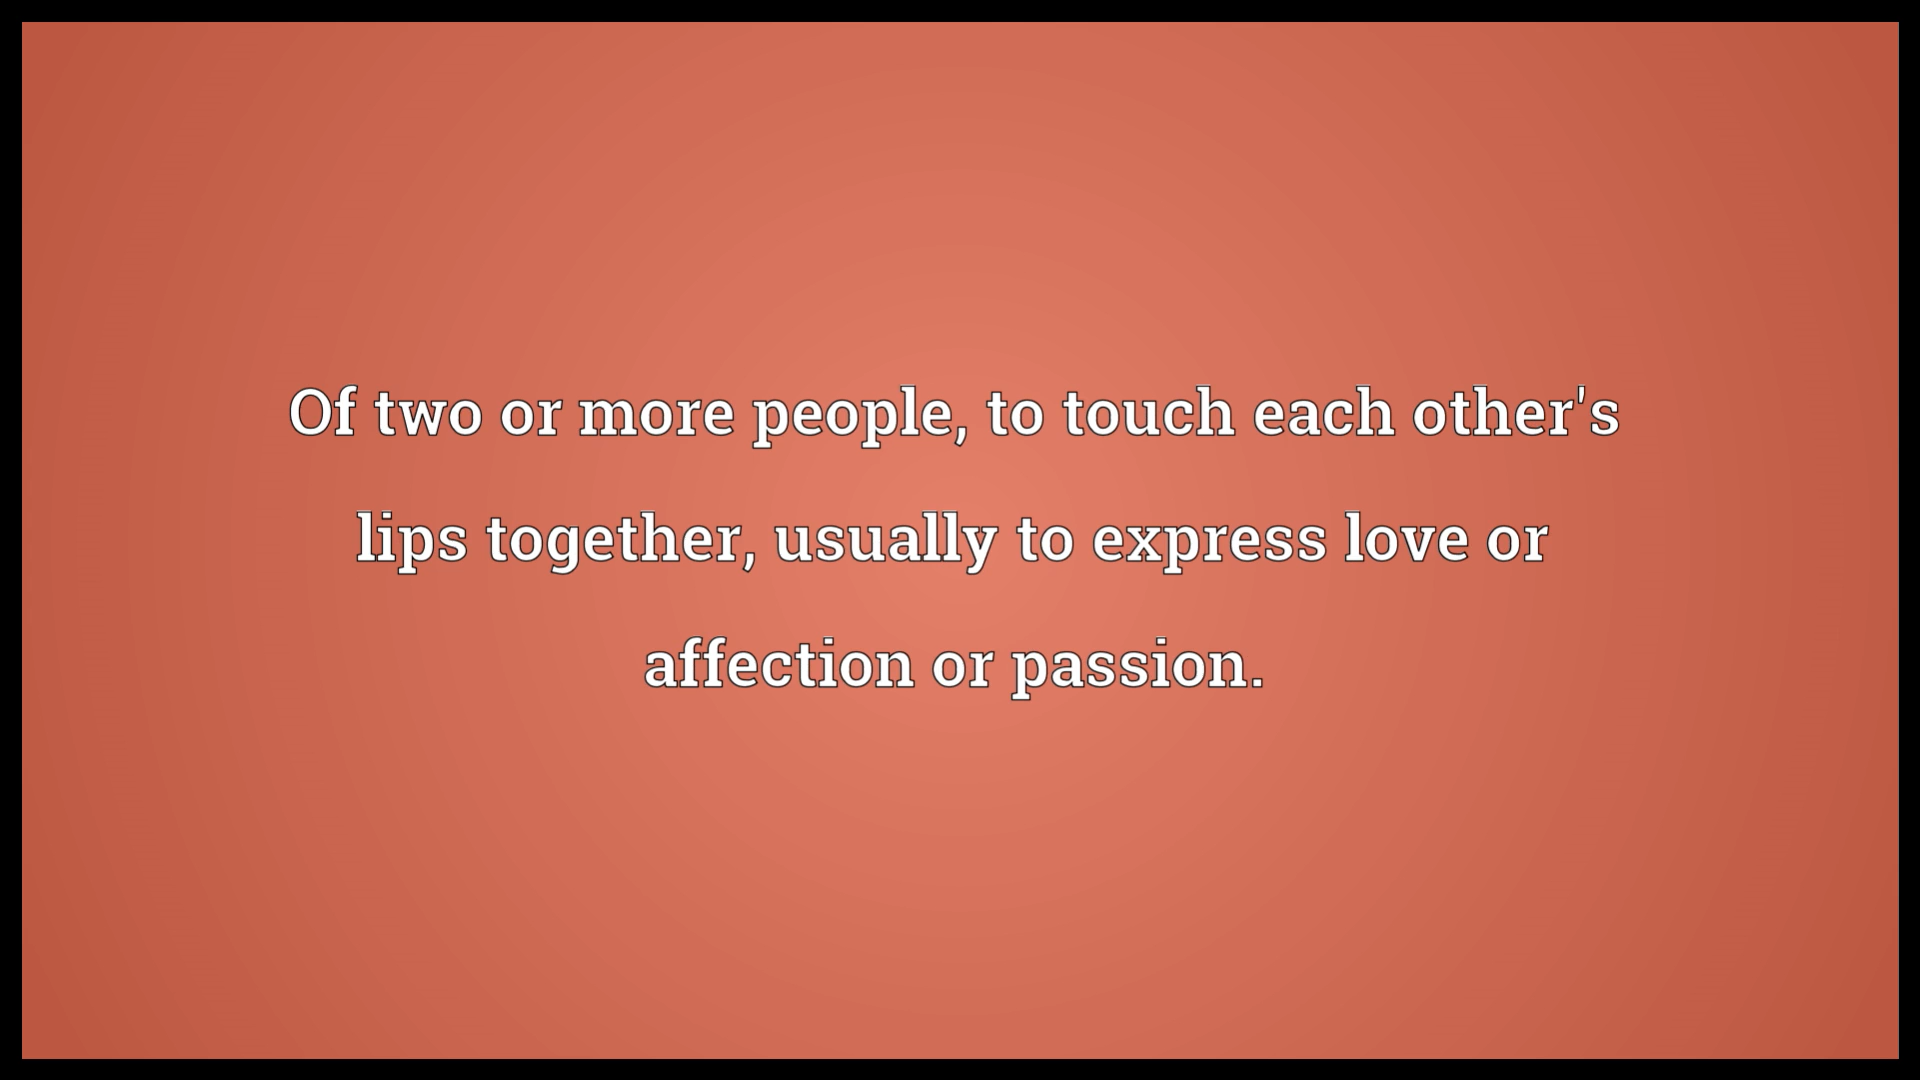 Of two or more people, to touch each other's
lips together, usually to express love or
affection or passion.